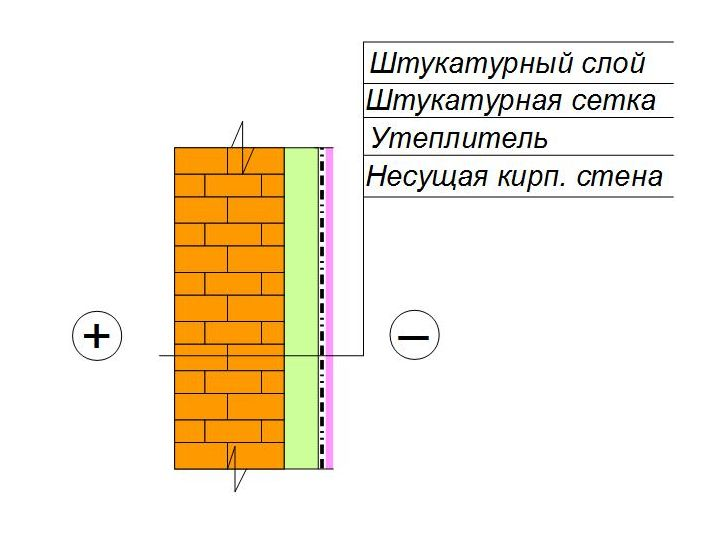 Штукатурный слой
Штукатурная сетка
Утеплитель
Несущая кирп. стена
+
–